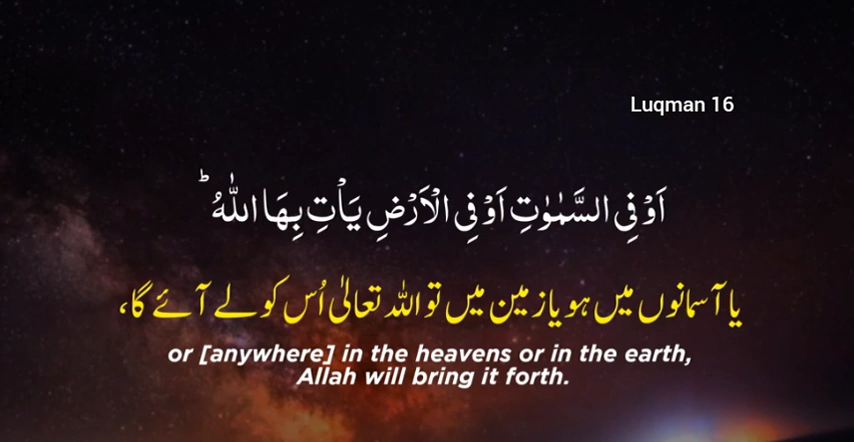 Luqman 16
اَوْ فِی السَّمٰوٰتِ اَوْ فِی الْاَرْضِ یَاْتِ بِهَا اللّٰهُ ؕ
یا آسمانوں میں ہو یا زمین میں تو اللہ تعالیٰ اُس کو لے آئے گا،
or [anywhere] in the heavens or in the earth,
Allah will bring it forth.